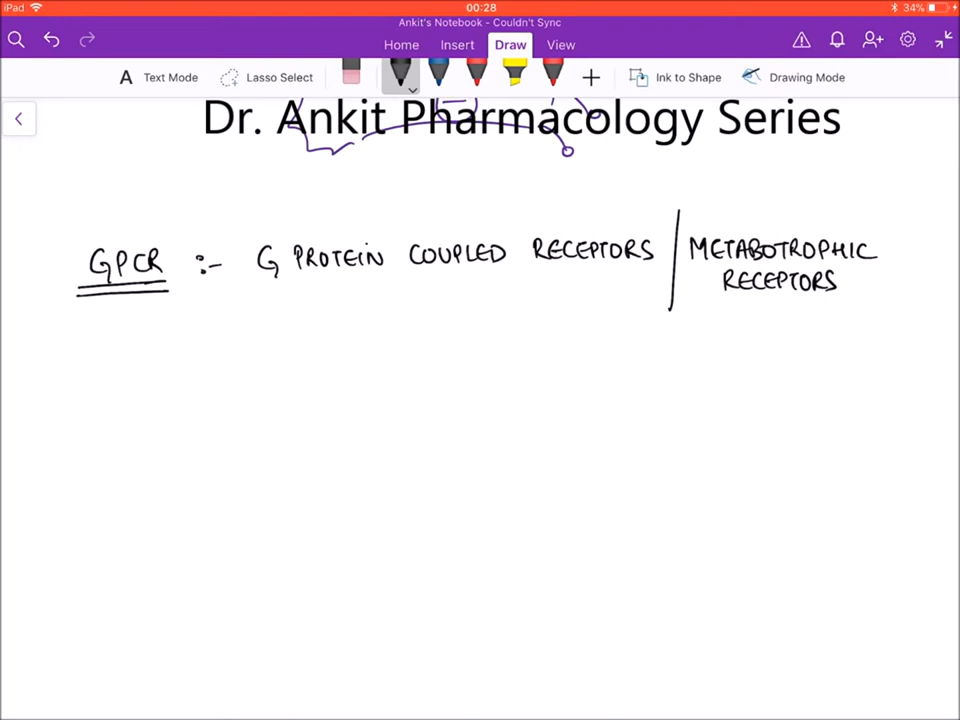 iPad 00:28 34%
Ankit's Notebook - Couldn't Sync
Home Insert Draw View
A Text Mode Lasso Select Ink to Shape Drawing Mode
Dr. Ankit Pharmacology Series
GPCR :- G PROTEIN COUPLED RECEPTORS / METABOTROPHIC
RECEPTORS